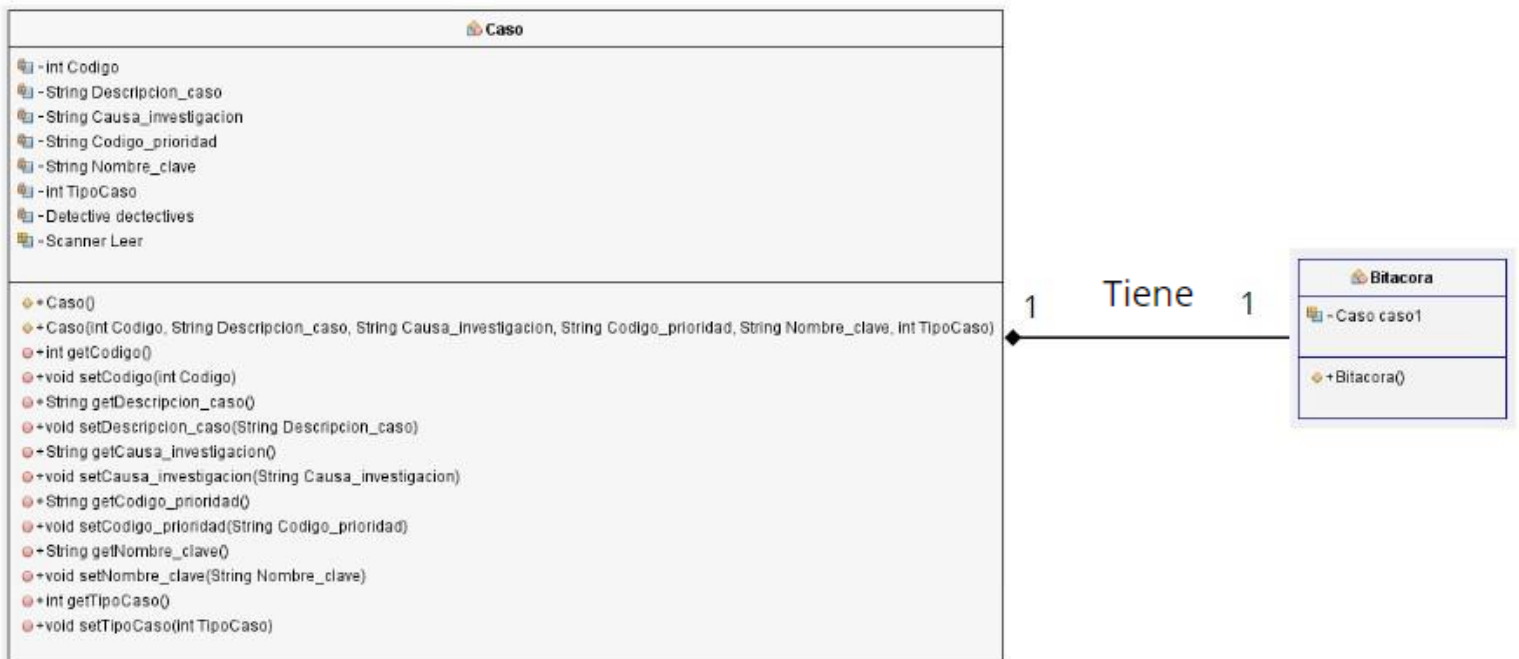 Caso
-int Codigo
-String Descripcion_caso
-String Causa_investigacion
-String Codigo_prioridad
-String Nombre_clave
-int TipoCaso
-Detective dectectives
-Scanner Leer
+Caso()
+Caso(int Codigo, String Descripcion_caso, String Causa_investigacion, String Codigo_prioridad, String Nombre_clave, int TipoCaso)
+int getCodigo()
+void setCodigo(int Codigo)
+String getDescripcion_caso()
+void setDescripcion_caso(String Descripcion_caso)
+String getCausa_investigacion()
+void setCausa_investigacion(String Causa_investigacion)
+String getCodigo_prioridad()
+void setCodigo_prioridad(String Codigo_prioridad)
+String getNombre_clave()
+void setNombre_clave(String Nombre_clave)
+int getTipoCaso()
+void setTipoCaso(int TipoCaso)
1 Tiene 1
Bitacora
-Caso caso1
+Bitacora()